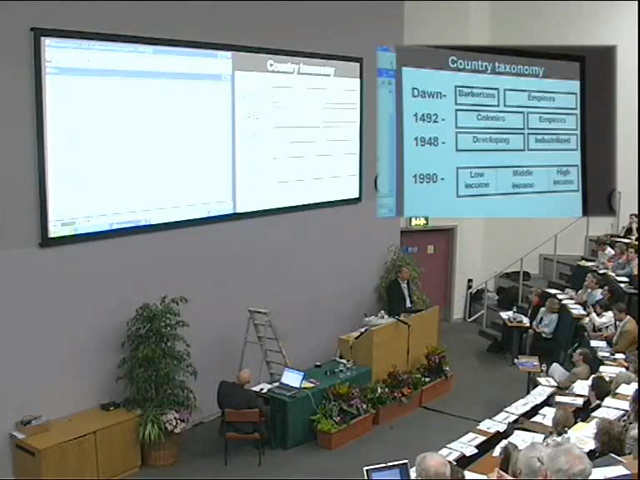 Country taxonomy
Country taxonomy
Dawn- Barbarians Empires
1492 - Colonies Empires
1948 - Developing Industrialized
1990 - Low income Middle income High income